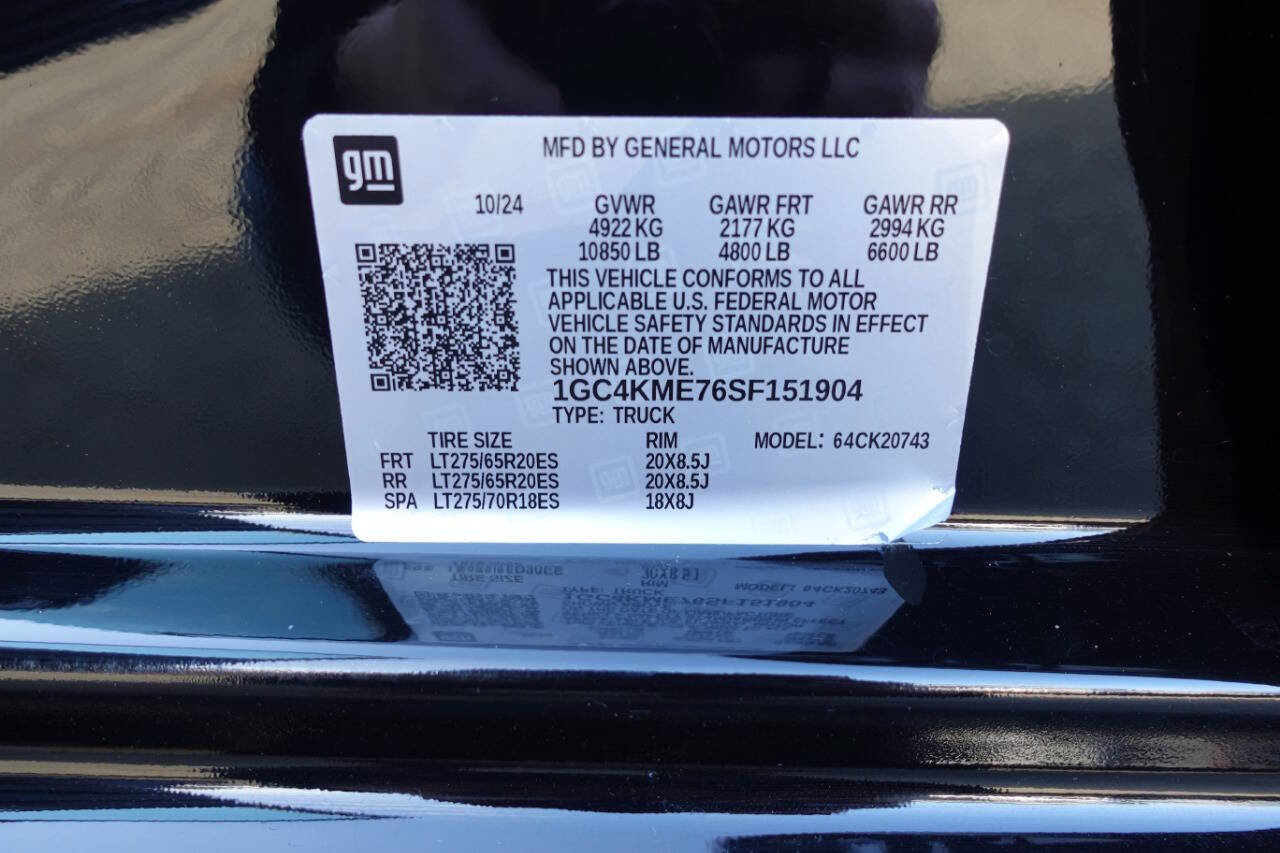 gm
MFD BY GENERAL MOTORS LLC
10/24 GVWR GAWR FRT GAWR RR
4922 KG 2177 KG 2994 KG
10850 LB 4800 LB 6600 LB
THIS VEHICLE CONFORMS TO ALL
APPLICABLE U.S. FEDERAL MOTOR
VEHICLE SAFETY STANDARDS IN EFFECT
ON THE DATE OF MANUFACTURE
SHOWN ABOVE.
1GC4KME76SF151904
TYPE: TRUCK
TIRE SIZE RIM MODEL: 64CK20743
FRT LT275/65R20ES 20X8.5J
RR LT275/65R20ES 20X8.5J
SPA LT275/70R18ES 18X8J